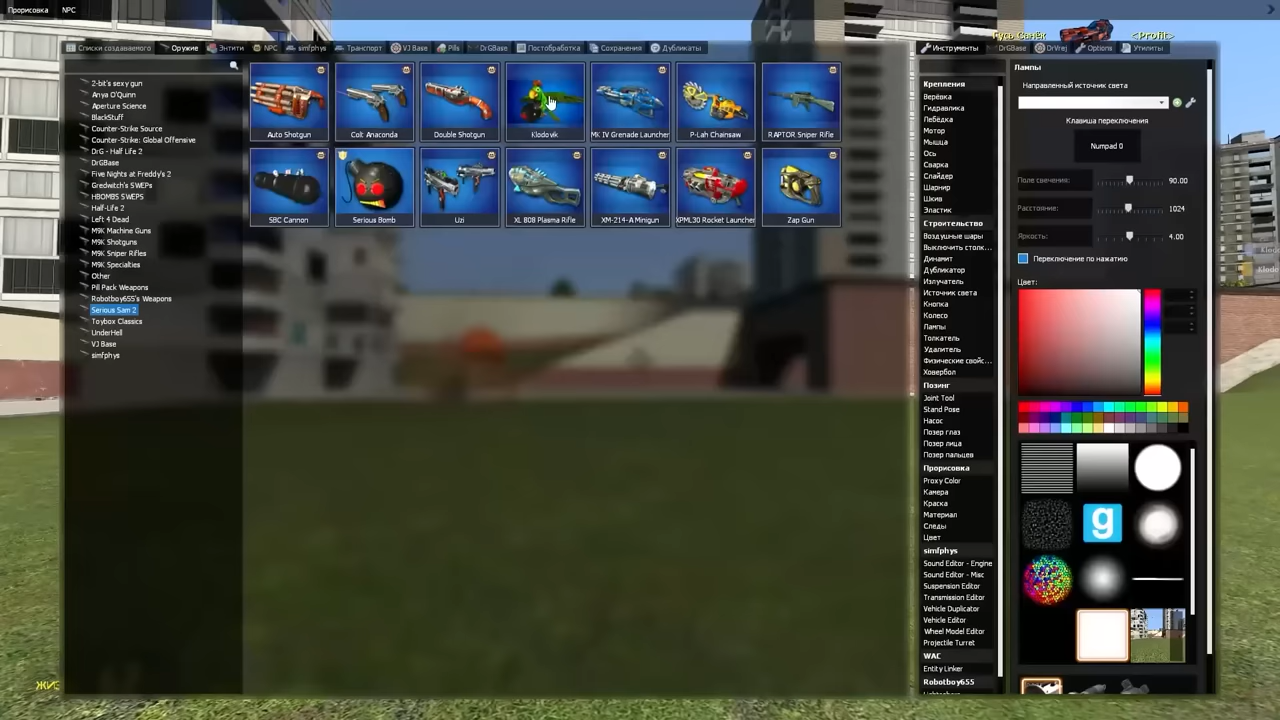 Прорисовка NPC
Гусь Санёк <Profit>
Списки создаваемого Оружие Энтити NPC simfphys Транспорт VJ Base Pills DrGBase Постобработка Сохранения Дубликаты
Инструменты DrGBase DrVrej Options Утилиты
2-bit's sexy gun
Anya O'Quinn
Aperture Science
BlackStuff
Counter-Strike Source
Counter-Strike: Global Offensive
DrG - Half Life 2
DrGBase
Five Nights at Freddy's 2
Gredwitch's SWEPs
HBOMBS SWEPS
Half-Life 2
Left 4 Dead
M9K Machine Guns
M9K Shotguns
M9K Sniper Rifles
M9K Specialties
Other
Pill Pack Weapons
Robotboy655's Weapons
Serious Sam 2
Toybox Classics
UnderHell
VJ Base
simfphys
Auto Shotgun
Colt Anaconda
Double Shotgun
Klodovik
MK IV Grenade Launcher
P-Lah Chainsaw
RAPTOR Sniper Rifle
SBC Cannon
Serious Bomb
Uzi
XL 808 Plasma Rifle
XM-214-A Minigun
XPML30 Rocket Launcher
Zap Gun
Крепления
Верёвка
Гидравлика
Лебёдка
Мотор
Мышца
Ось
Сварка
Слайдер
Шарнир
Шкив
Эластик
Строительство
Воздушные шары
Выключить столк...
Динамит
Дубликатор
Излучатель
Источник света
Кнопка
Колесо
Лампы
Толкатель
Удалитель
Физические свойс...
Ховербол
Позинг
Joint Tool
Stand Pose
Насос
Позер глаз
Позер лица
Позер пальцев
Прорисовка
Proxy Color
Камера
Краска
Материал
Следы
Цвет
simfphys
Sound Editor - Engine
Sound Editor - Misc
Suspension Editor
Transmission Editor
Vehicle Duplicator
Vehicle Editor
Wheel Model Editor
Projectile Turret
WAC
Entity Linker
Robotboy655
Лампы
Направленный источник света
Клавиша переключения
Numpad 0
Поле свечения: 90.00
Расстояние: 1024
Яркость: 4.00
Переключение по нажатию
Цвет:
g